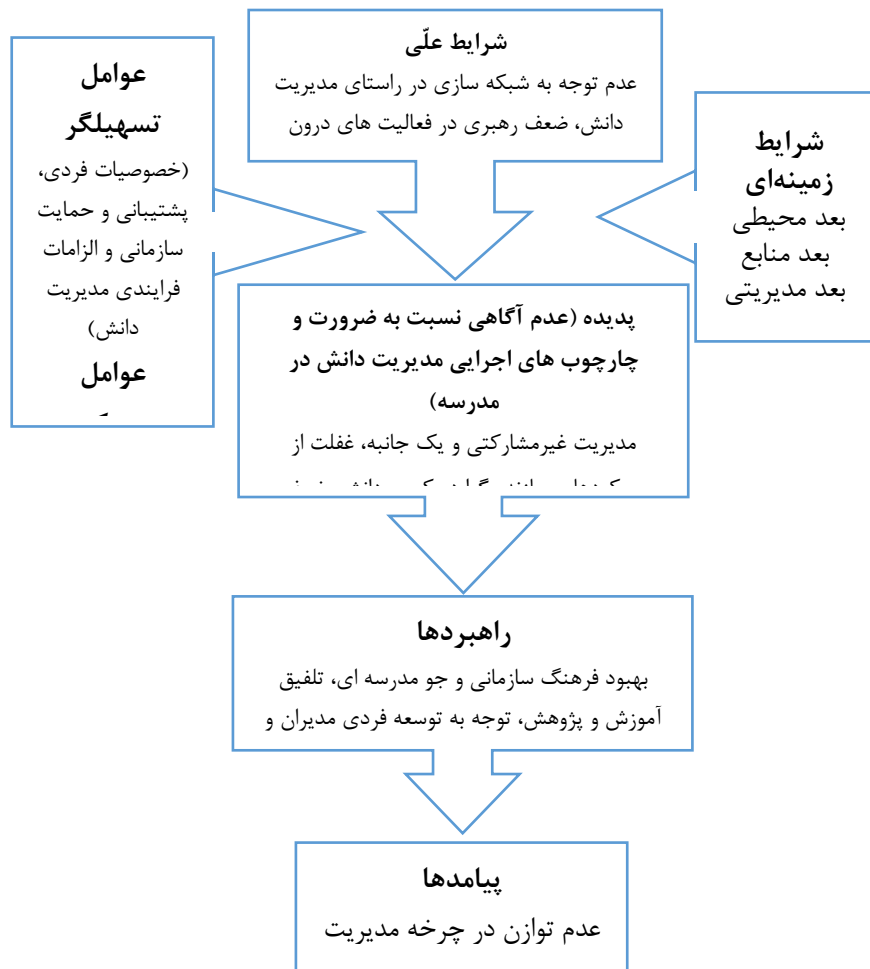 شرایط علّی
عدم توجه به شبکه سازی در راستای مدیریت
دانش، ضعف رهبری در فعالیت های درون
شرایط
زمینه‌ای
بعد محیطی
بعد منابع
بعد مدیریتی
عوامل
تسهیلگر
(خصوصیات فردی،
پشتیبانی و حمایت
سازمانی و الزامات
فرایندی مدیریت
دانش)
عوامل
پدیده (عدم آگاهی نسبت به ضرورت و
چارچوب های اجرایی مدیریت دانش در
مدرسه)
مدیریت غیرمشارکتی و یک جانبه، غفلت از
راهبردها
بهبود فرهنگ سازمانی و جو مدرسه ای، تلفیق
آموزش و پژوهش، توجه به توسعه فردی مدیران و
پیامدها
عدم توازن در چرخه مدیریت